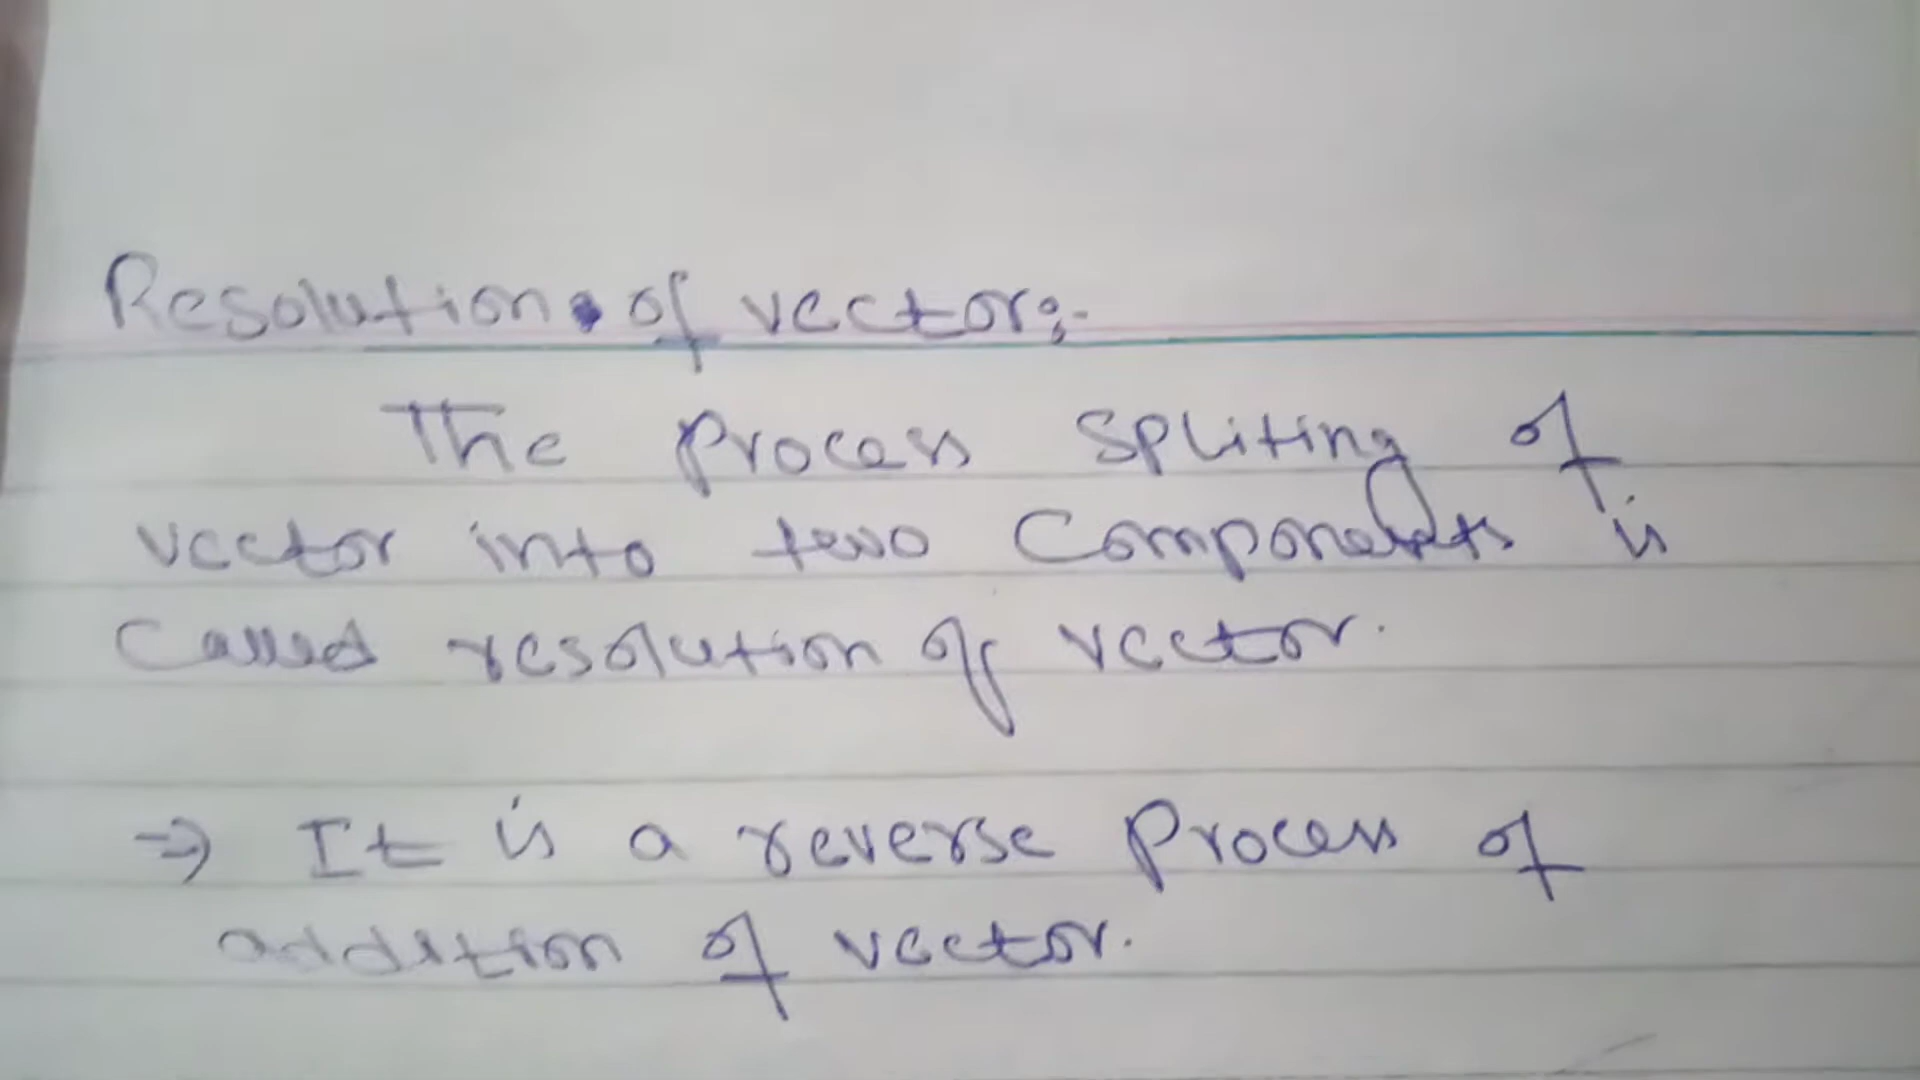 Resolution of vector:-
The process spliting of
vector into two Components is
Called resolution of vector.
⇒ It is a reverse process of
addition of vector.